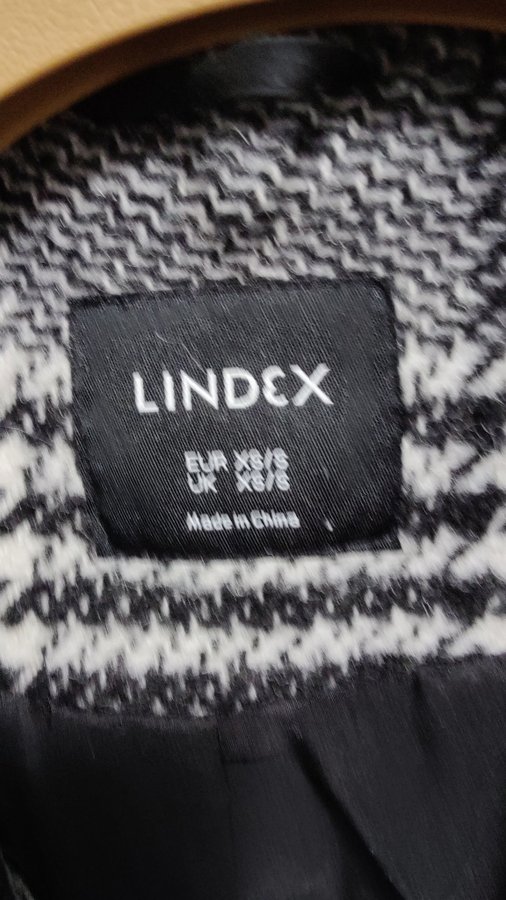 LINDEX
EUR XS/S
UK XS/S
Made in China